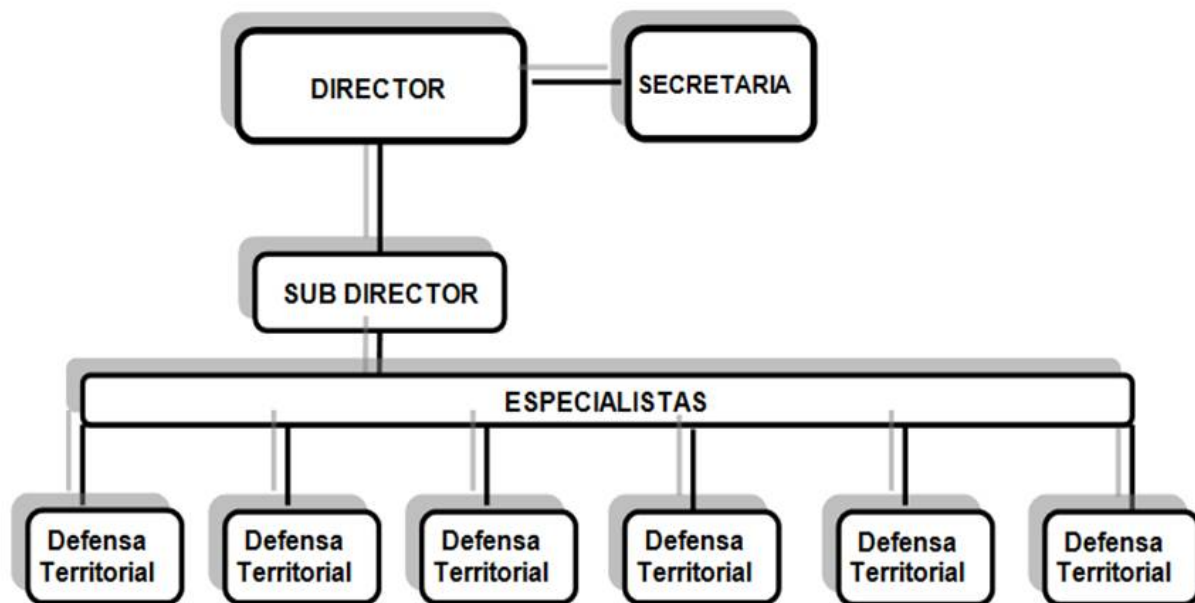 DIRECTOR
SECRETARIA
SUB DIRECTOR
ESPECIALISTAS
Defensa
Territorial
Defensa
Territorial
Defensa
Territorial
Defensa
Territorial
Defensa
Territorial
Defensa
Territorial